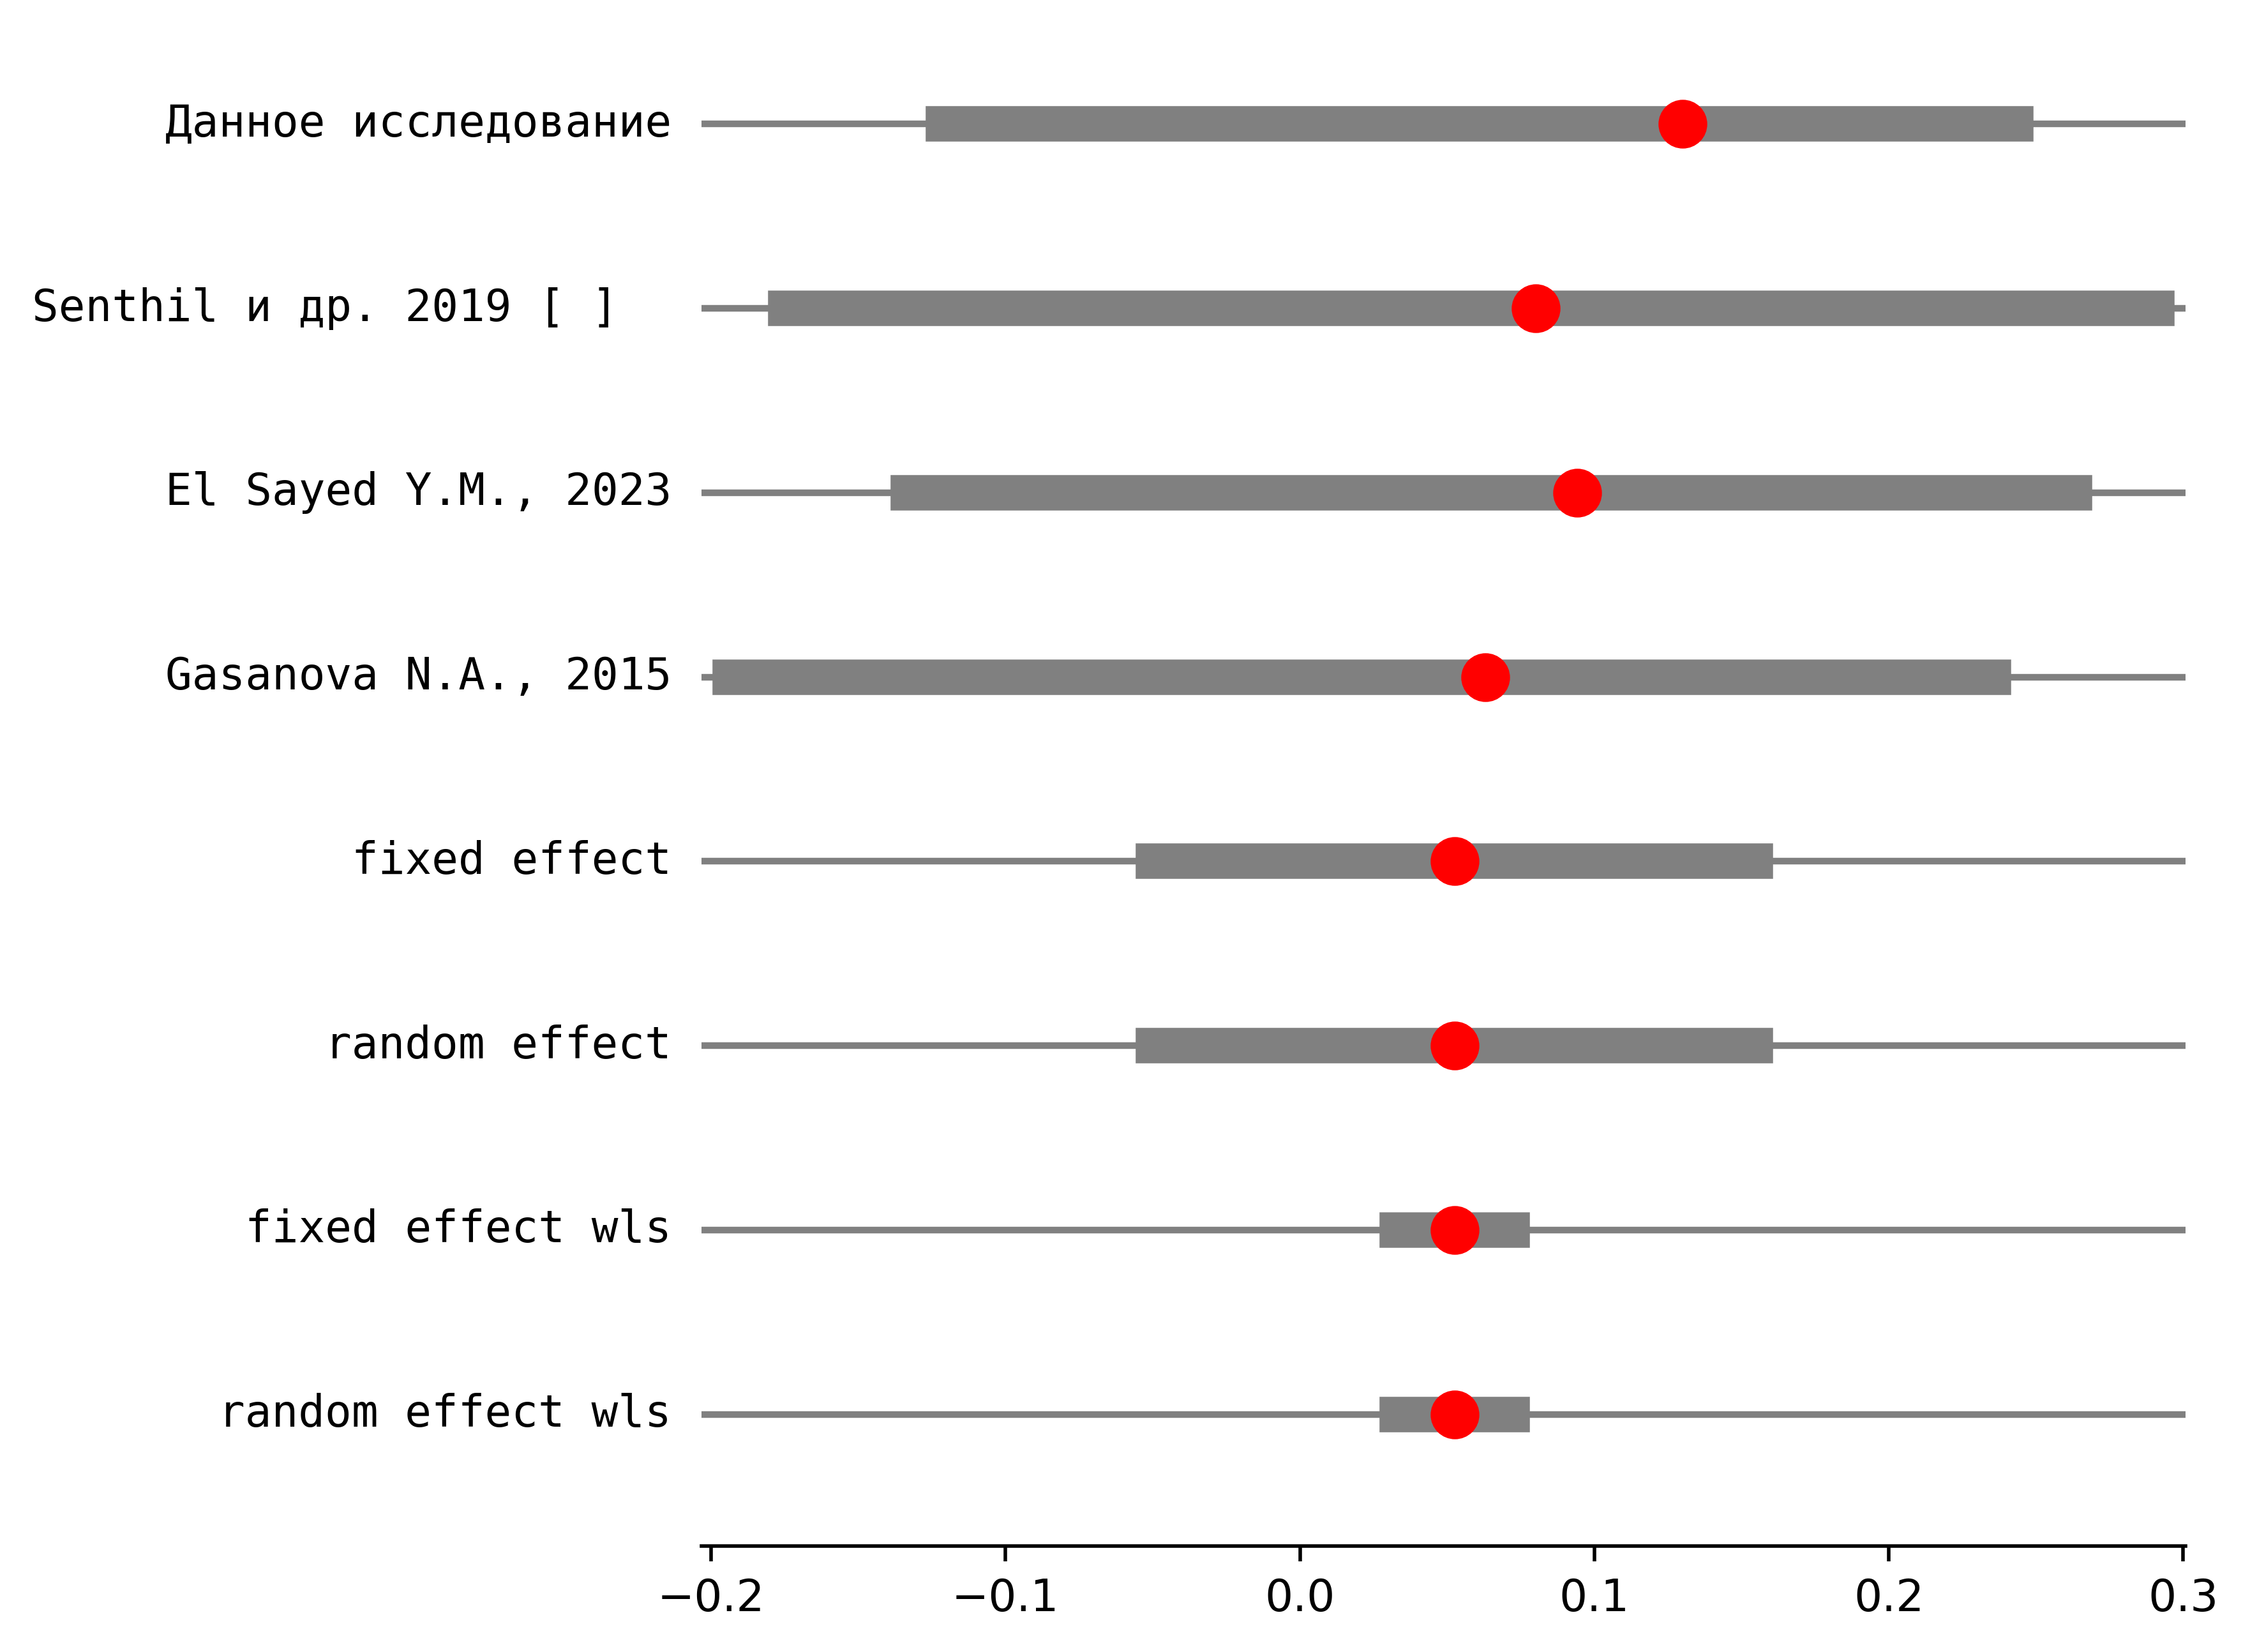 Данное исследование
Senthil и др. 2019 [ ]
El Sayed Y.M., 2023
Gasanova N.A., 2015
fixed effect
random effect
fixed effect wls
random effect wls
−0.2 −0.1 0.0 0.1 0.2 0.3